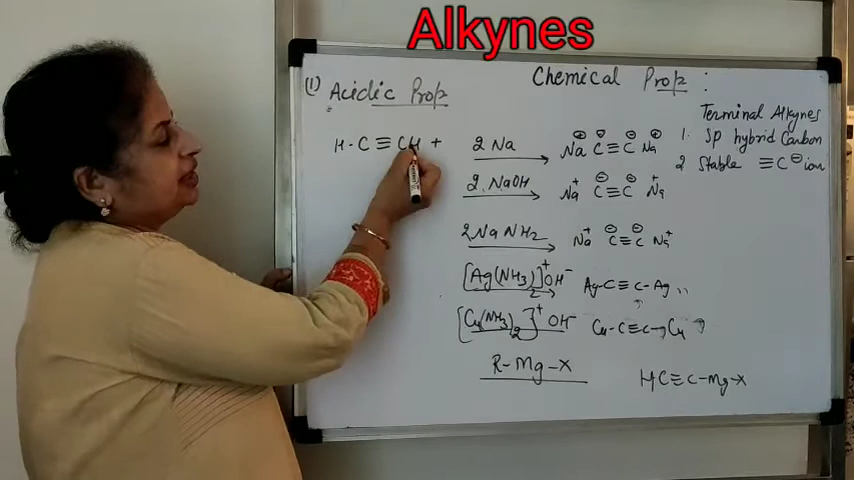 Alkynes
Chemical Prop :
(1) Acidic Prop
Terminal Alkynes
1. Sp hybrid Carbon
2 Stable ≡C⊖ ion
H-C≡CH +
2 Na → Na⊕ C⊖≡C⊖ Na⊕
2. NaOH → Na⁺ C⊖≡C⊖ Na⁺
2NaNH₂ → Na⁺ C⊖≡C⊖ Na⁺
[Ag(NH₃)₂]⁺OH⁻ → Ag-C≡C-Ag
[Cu(NH₃)₂]⁺OH⁻ Cu-C≡C-Cu
R-Mg-X HC≡C-Mg-X